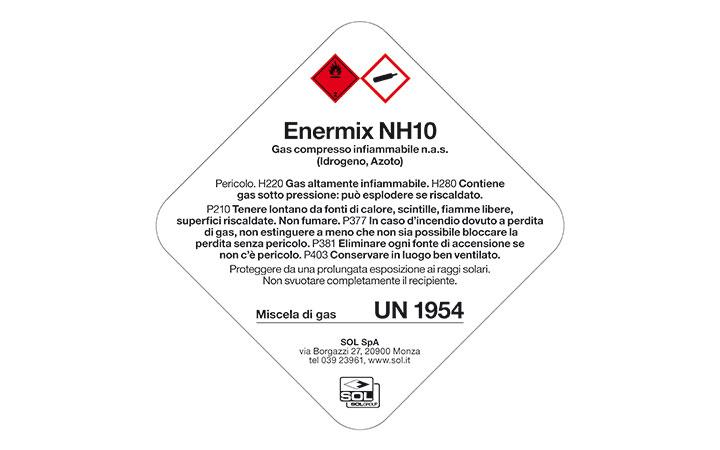 Enermix NH10
Gas compresso infiammabile n.a.s.
(Idrogeno, Azoto)
Pericolo. H220 Gas altamente infiammabile. H280 Contiene
gas sotto pressione: può esplodere se riscaldato.
P210 Tenere lontano da fonti di calore, scintille, fiamme libere,
superfici riscaldate. Non fumare. P377 In caso d’incendio dovuto a perdita
di gas, non estinguere a meno che non sia possibile bloccare la
perdita senza pericolo. P381 Eliminare ogni fonte di accensione se
non c’è pericolo. P403 Conservare in luogo ben ventilato.
Proteggere da una prolungata esposizione ai raggi solari.
Non svuotare completamente il recipiente.
Miscela di gas UN 1954
SOL SpA
via Borgazzi 27, 20900 Monza
tel 039 23961, www.sol.it
SOL
SOLGROUP